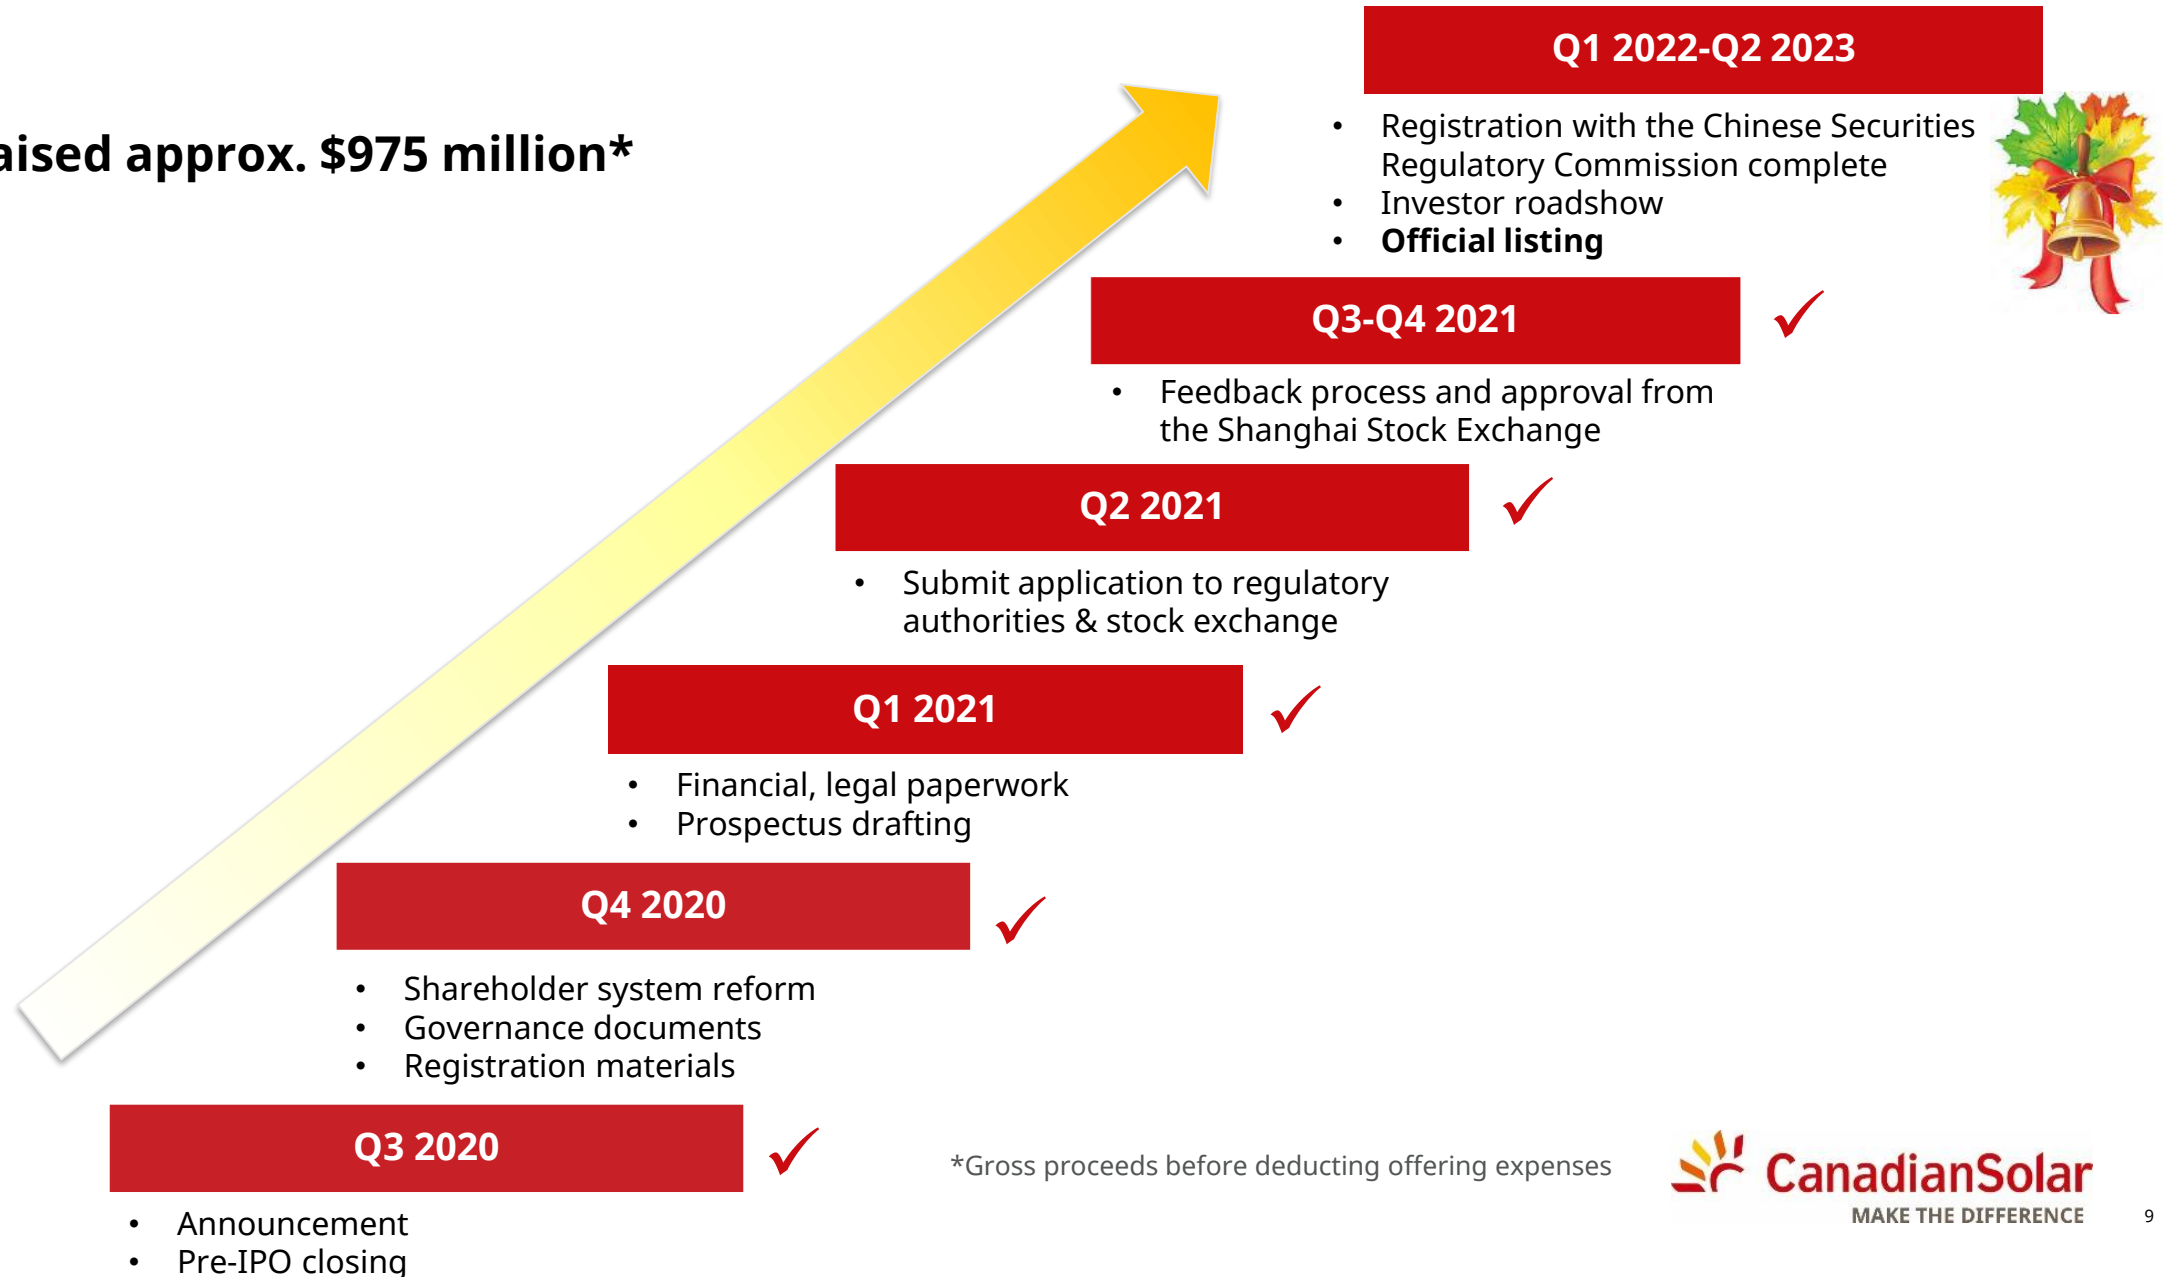 Q1 2022-Q2 2023
aised approx. $975 million*
• Registration with the Chinese Securities
Regulatory Commission complete
• Investor roadshow
• Official listing
Q3-Q4 2021
• Feedback process and approval from
the Shanghai Stock Exchange
Q2 2021
• Submit application to regulatory
authorities & stock exchange
Q1 2021
• Financial, legal paperwork
• Prospectus drafting
Q4 2020
• Shareholder system reform
• Governance documents
• Registration materials
Q3 2020
• Announcement
• Pre-IPO closing
*Gross proceeds before deducting offering expenses
CanadianSolar
MAKE THE DIFFERENCE
9